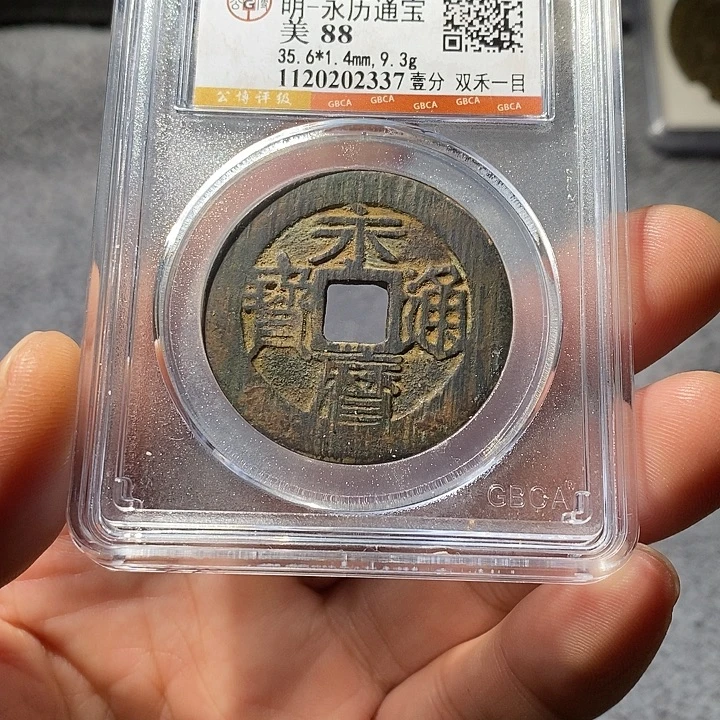 明-永历通宝
美 88
35.6*1.4mm,9.3g
1120202337 壹分 双禾一目
公博评级 GBCA GBCA GBCA GBCA GBCA
永
寶 通
曆
GBCA